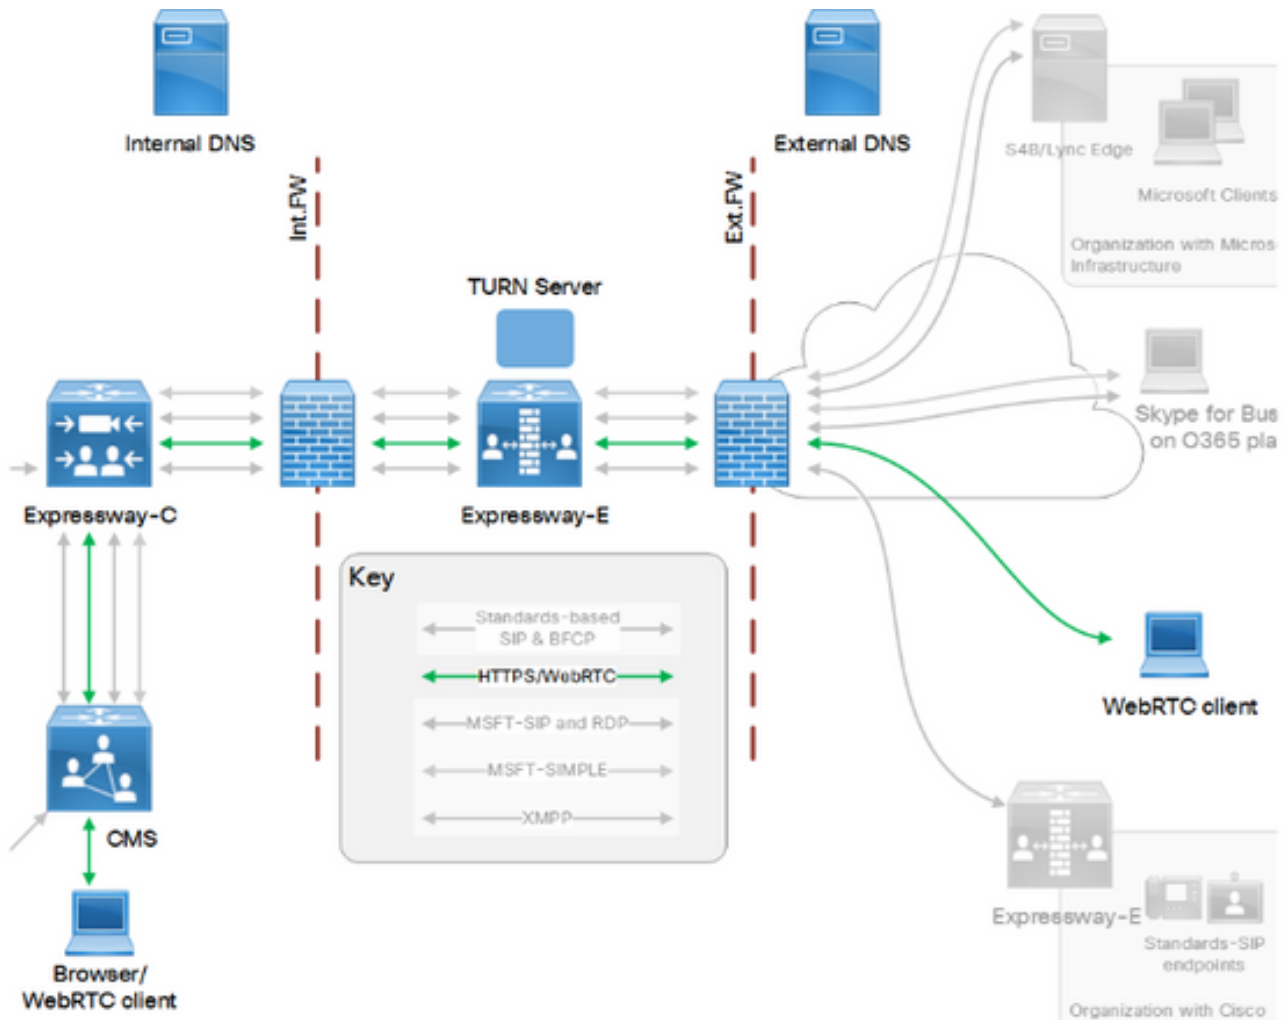 Internal DNS
External DNS
S4B/Lync Edge
Microsoft Clients
Organization with Micros
Infrastructure
Int.FW
Ext.FW
TURN Server
Skype for Bus
on O365 pla
Expressway-C
Expressway-E
Key
Standards-based
SIP & BFCP
HTTPS/WebRTC
MSFT-SIP and RDP
MSFT-SIMPLE
XMPP
WebRTC client
CMS
Expressway-E
Standards-SIP
endpoints
Browser/
WebRTC client
Organization with Cisco